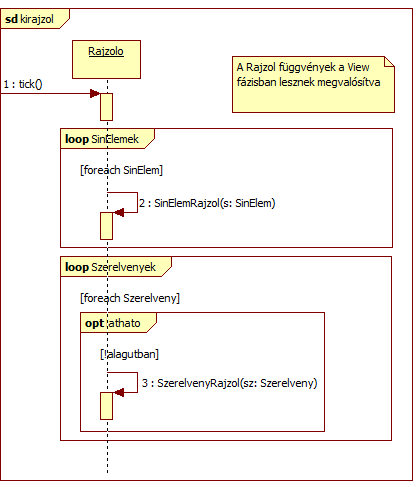 sd kirajzol
Rajzolo
A Rajzol függvények a View
fázisban lesznek megvalósítva
1 : tick()
loop SinElemek
[foreach SinElem]
2 : SinElemRajzol(s: SinElem)
loop Szerelvenyek
[foreach Szerelveny]
opt lathato
[!alagutban]
3 : SzerelvenyRajzol(sz: Szerelveny)